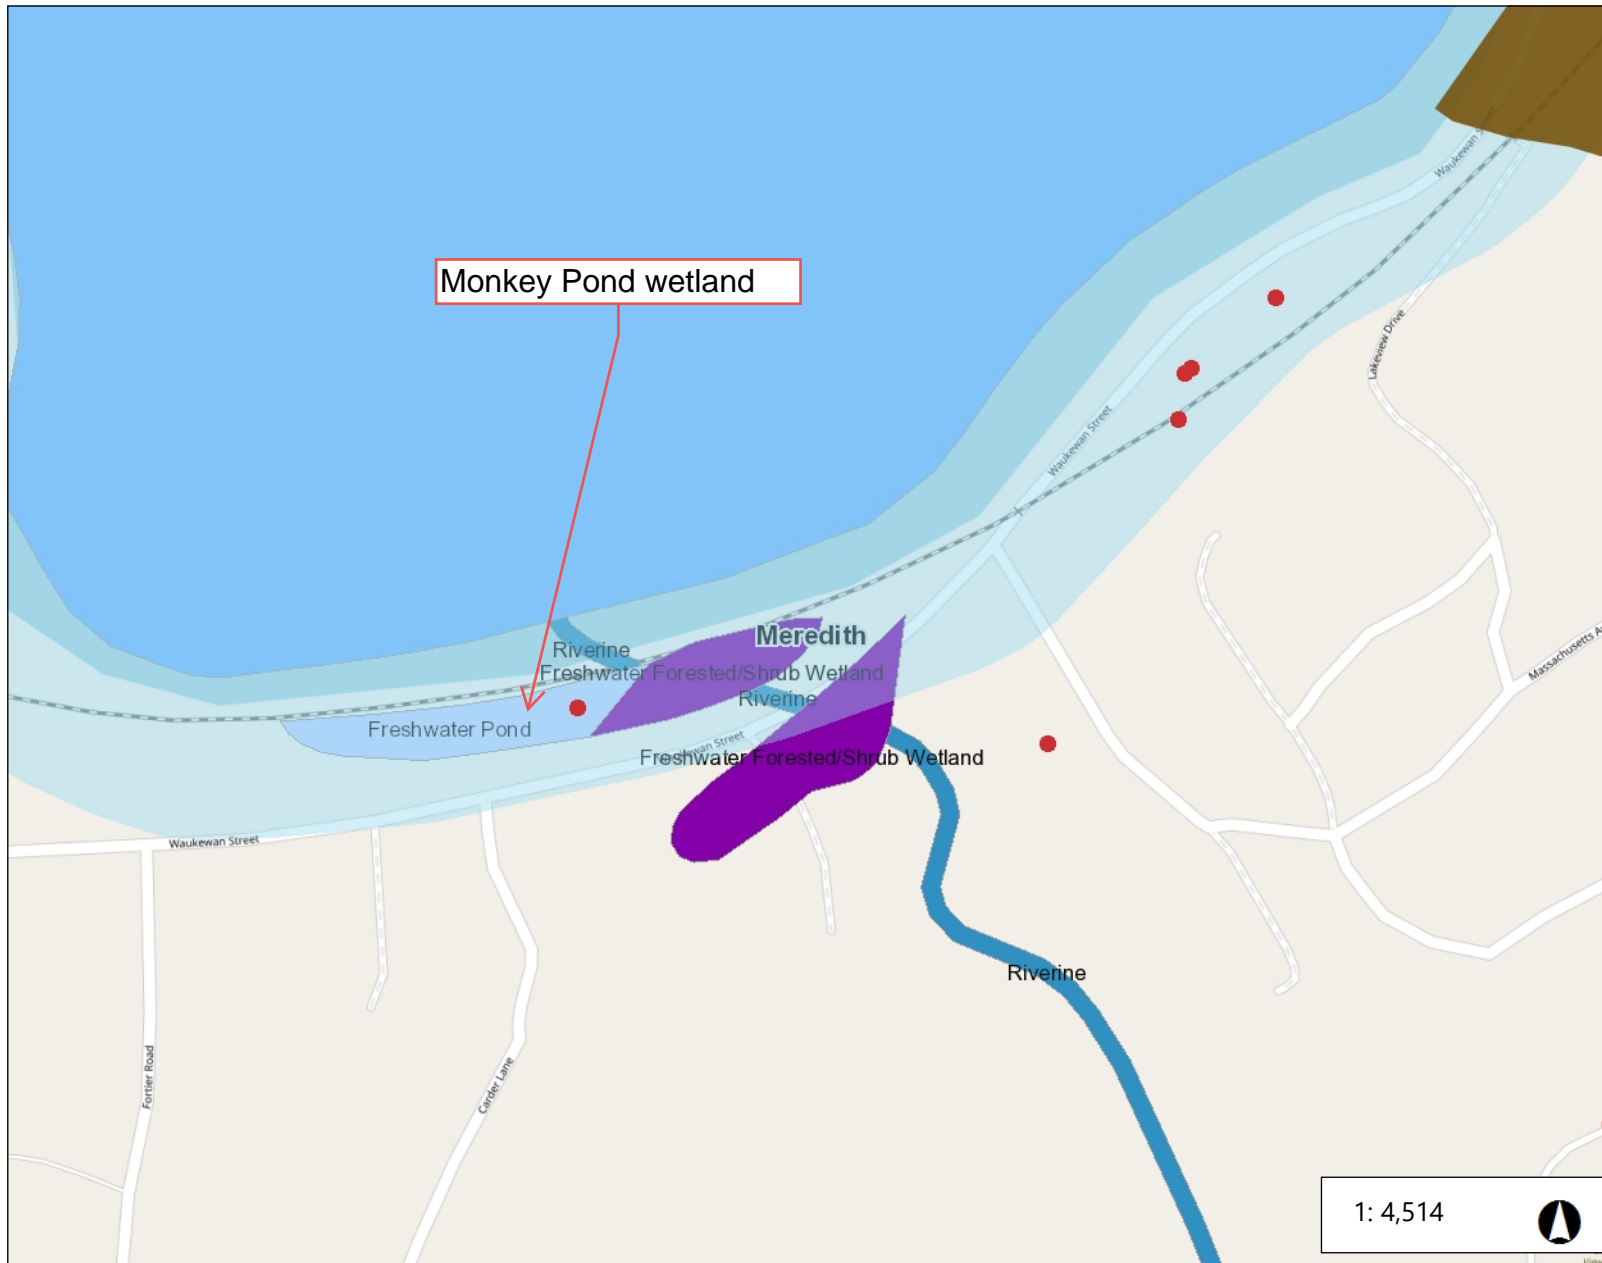 Waukewan Street
Monkey Pond wetland
Lakeview Drive
Waukewan Street
Meredith
Riverine
Freshwater Forested/Shrub Wetland
Riverine
Freshwater Pond
Freshwater Forested/Shrub Wetland
Waukewan Street
Massachusetts A
Riverine
Fortier Road
Carder Lane
1: 4,514